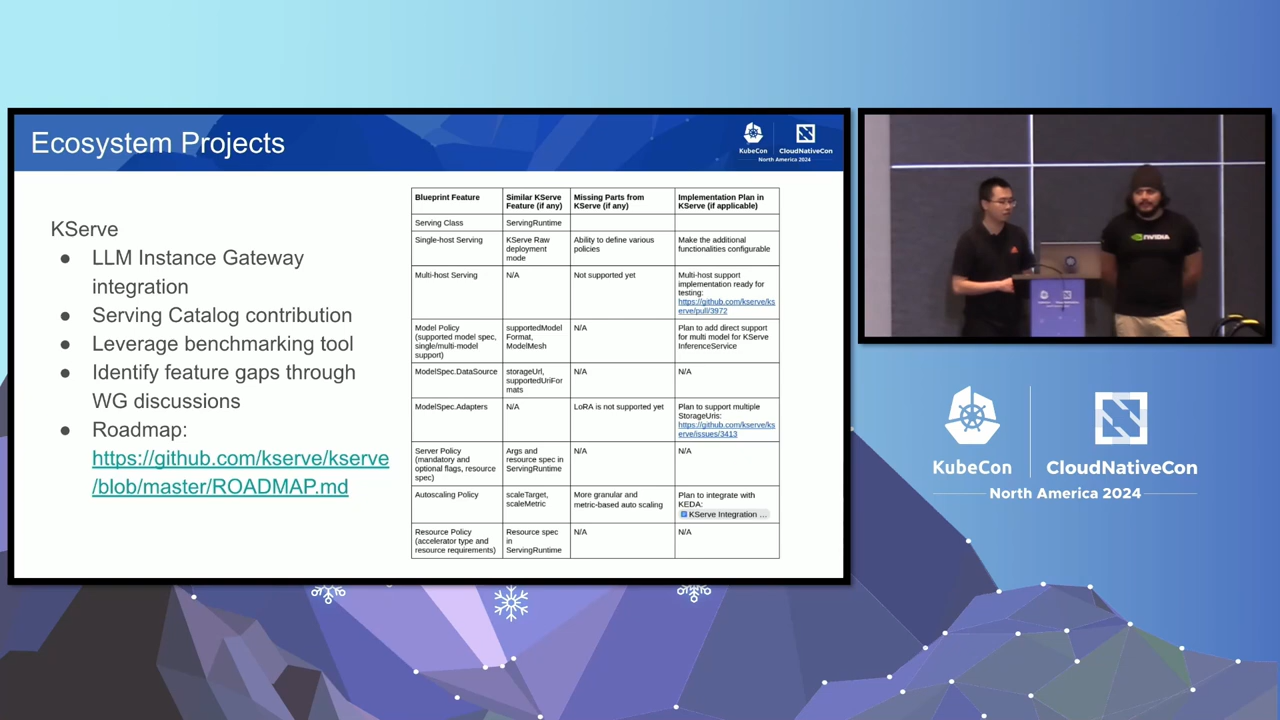 Ecosystem Projects
KubeCon
CloudNativeCon
North America 2024
KServe
● LLM Instance Gateway
integration
● Serving Catalog contribution
● Leverage benchmarking tool
● Identify feature gaps through
WG discussions
● Roadmap:
https://github.com/kserve/kserve
/blob/master/ROADMAP.md
Blueprint Feature
Similar KServe
Feature (if any)
Missing Parts from
KServe (if any)
Implementation Plan in
KServe (if applicable)
Serving Class
ServingRuntime
Single-host Serving
KServe Raw
deployment
mode
Ability to define various
policies
Make the additional
functionalities configurable
Multi-host Serving
N/A
Not supported yet
Multi-host support
implementation ready for
testing:
https://github.com/kserve/ks
erve/pull/3972
Model Policy
(supported model spec,
single/multi-model
support)
supportedModel
Format,
ModelMesh
N/A
Plan to add direct support
for multi model for KServe
InferenceService
ModelSpec.DataSource
storageUrl,
supportedUriFor
mats
N/A
N/A
ModelSpec.Adapters
N/A
LoRA is not supported yet
Plan to support multiple
StorageUris:
https://github.com/kserve/ks
erve/issues/3413
Server Policy
(mandatory and
optional flags, resource
spec)
Args and
resource spec in
ServingRuntime
N/A
N/A
Autoscaling Policy
scaleTarget,
scaleMetric
More granular and
metric-based auto scaling
Plan to integrate with
KEDA:
KServe Integration ...
Resource Policy
(accelerator type and
resource requirements)
Resource spec
in
ServingRuntime
N/A
N/A
NVIDIA
KubeCon
CloudNativeCon
North America 2024